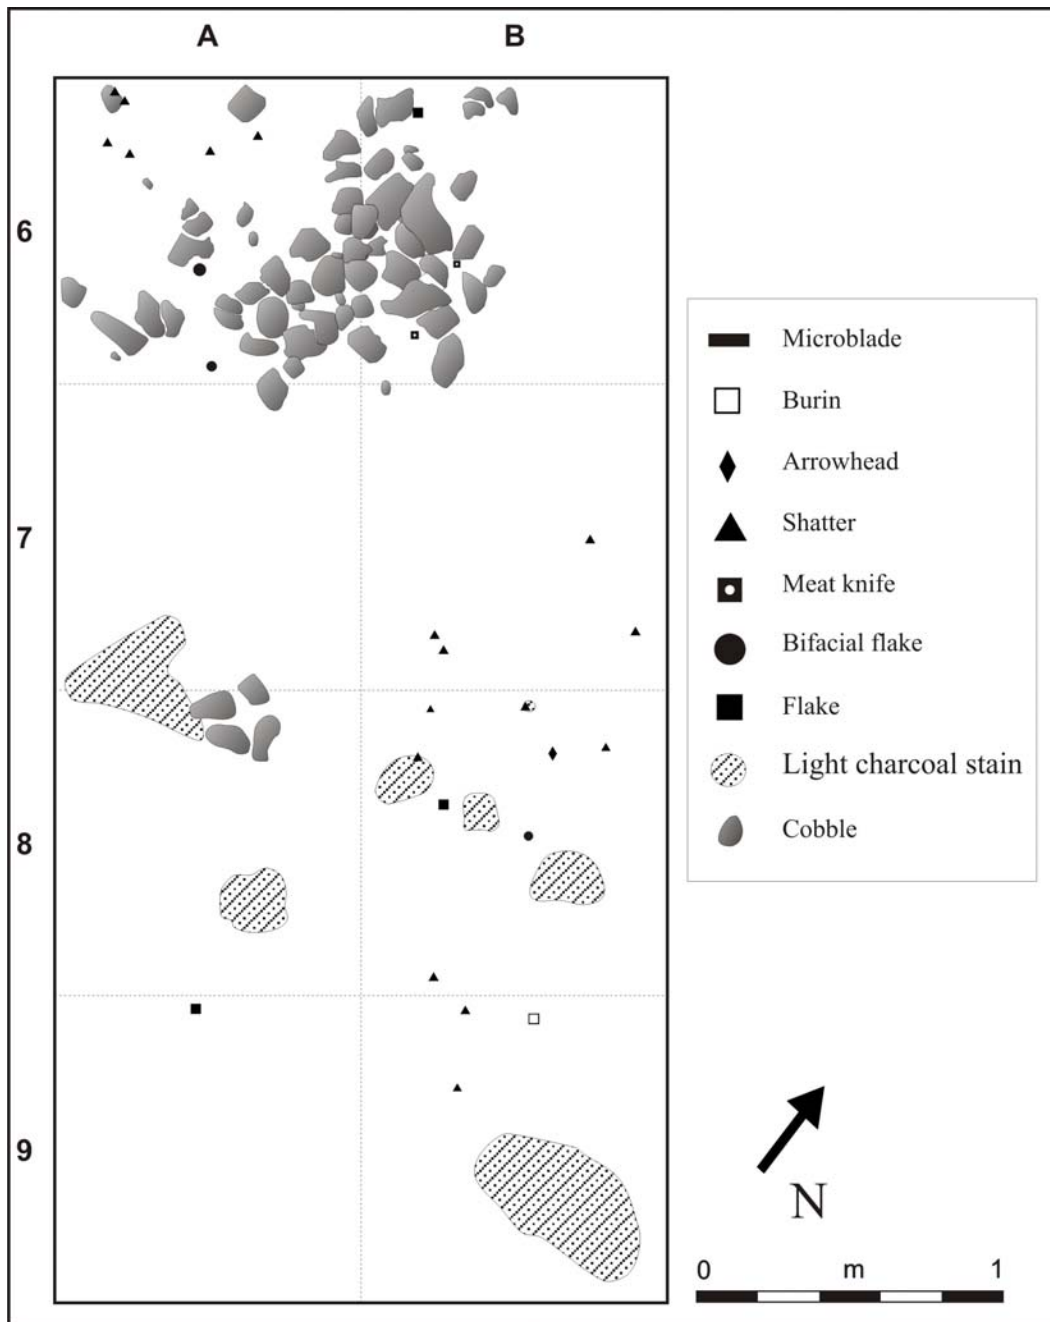 A B
6
7
8
9
Microblade
Burin
Arrowhead
Shatter
Meat knife
Bifacial flake
Flake
Light charcoal stain
Cobble
N
0 m 1